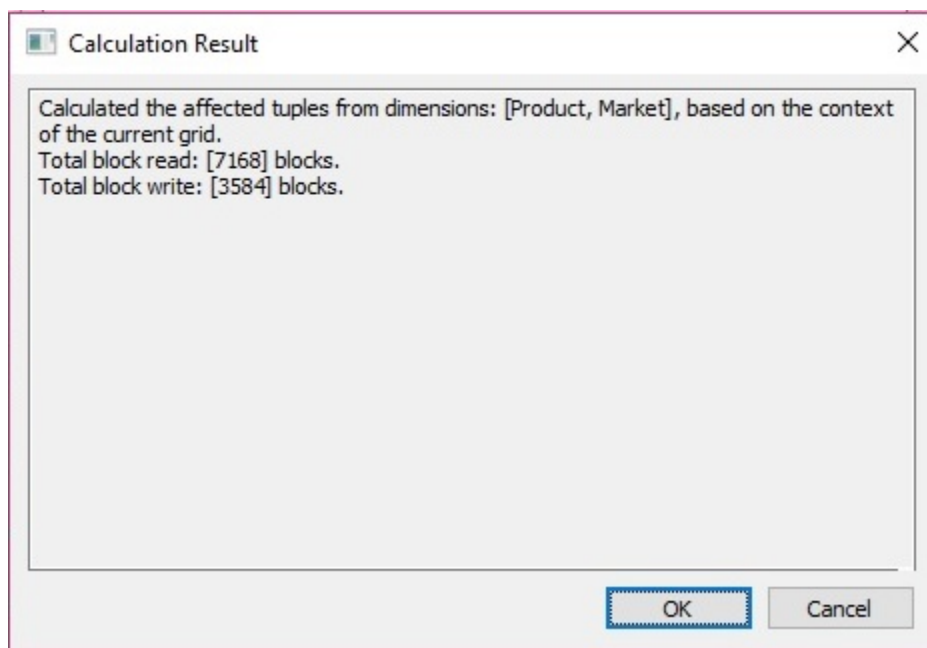 Calculation Result
Calculated the affected tuples from dimensions: [Product, Market], based on the context
of the current grid.
Total block read: [7168] blocks.
Total block write: [3584] blocks.
OK
Cancel